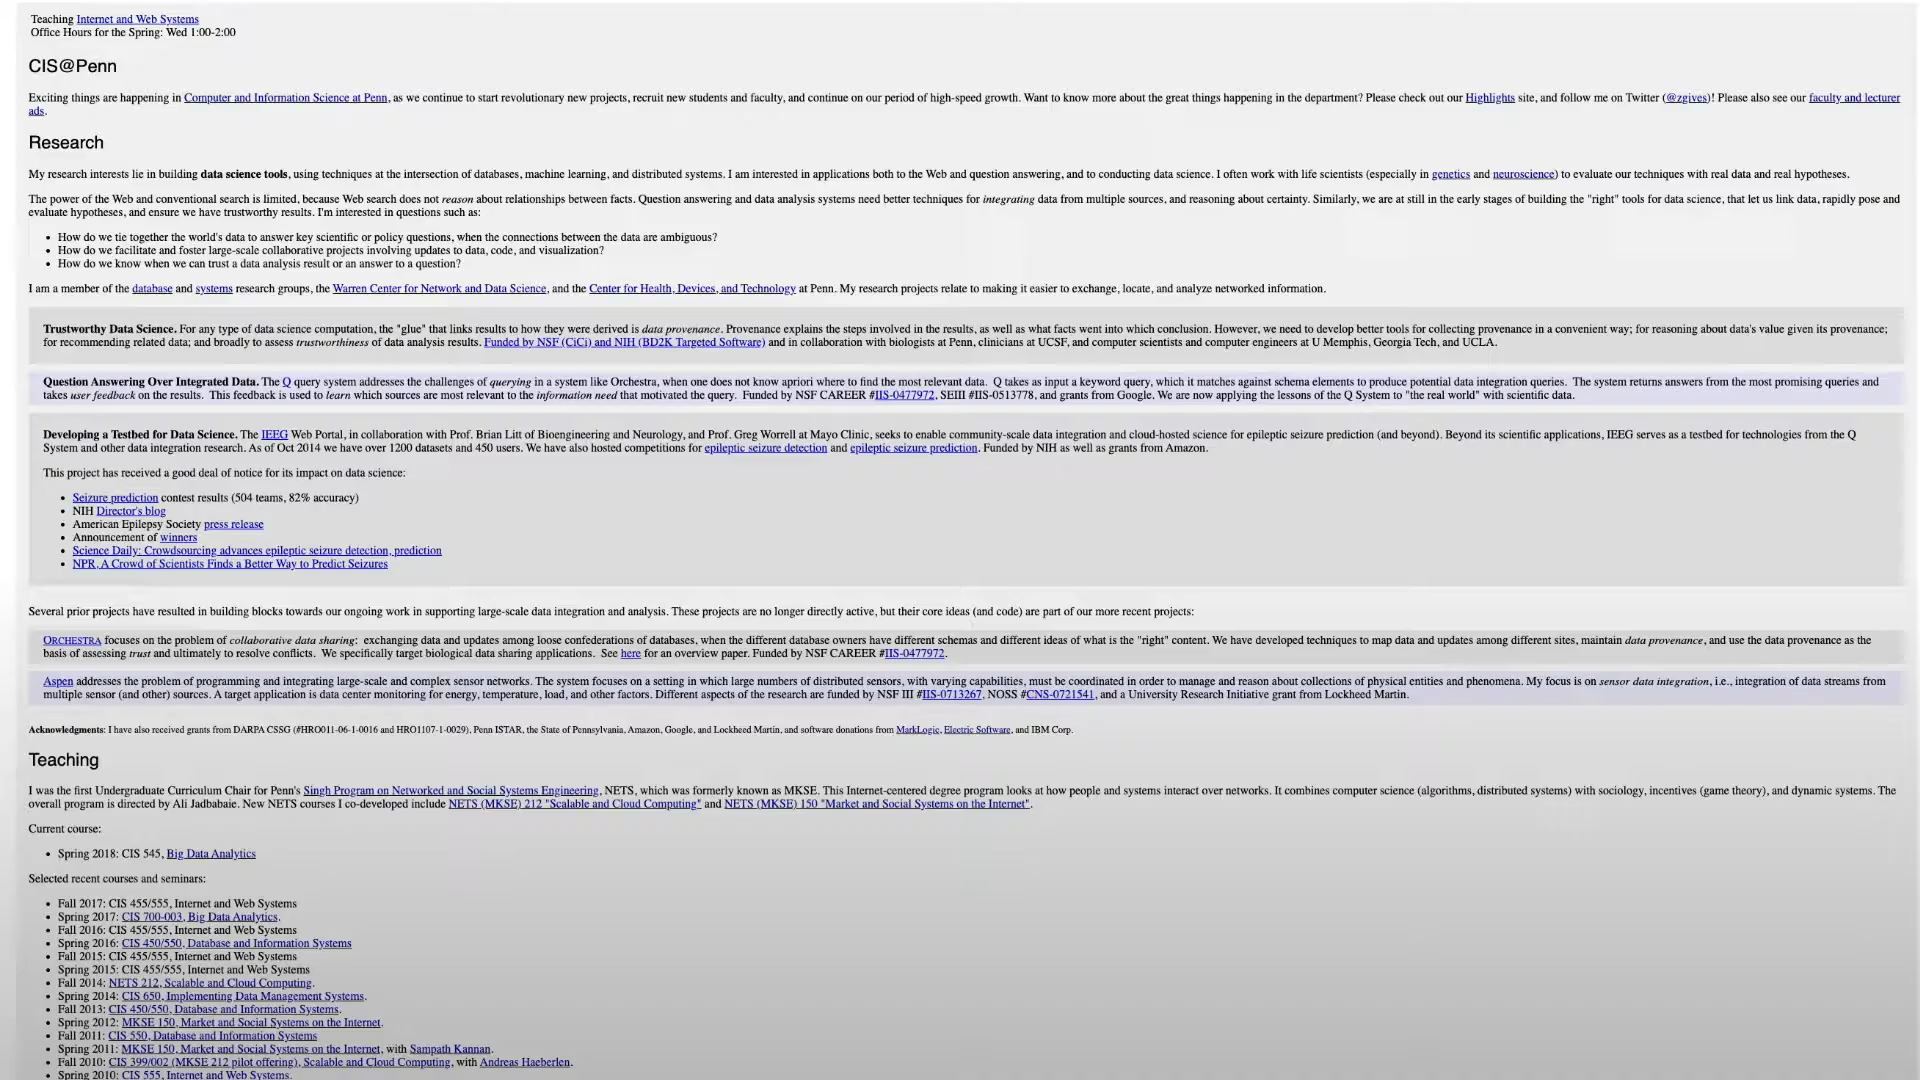 Teaching Internet and Web Systems
Office Hours for the Spring: Wed 1:00-2:00
CIS@Penn
Exciting things are happening in Computer and Information Science at Penn, as we continue to start revolutionary new projects, recruit new students and faculty, and continue on our period of high-speed growth. Want to know more about the great things happening in the department? Please check out our Highlights site, and follow me on Twitter (@zgives)! Please also see our faculty and lecturer
ads.
Research
My research interests lie in building data science tools, using techniques at the intersection of databases, machine learning, and distributed systems. I am interested in applications both to the Web and question answering, and to conducting data science. I often work with life scientists (especially in genetics and neuroscience) to evaluate our techniques with real data and real hypotheses.
The power of the Web and conventional search is limited, because Web search does not reason about relationships between facts. Question answering and data analysis systems need better techniques for integrating data from multiple sources, and reasoning about certainty. Similarly, we are at still in the early stages of building the "right" tools for data science, that let us link data, rapidly pose and
evaluate hypotheses, and ensure we have trustworthy results. I'm interested in questions such as:
• How do we tie together the world's data to answer key scientific or policy questions, when the connections between the data are ambiguous?
• How do we facilitate and foster large-scale collaborative projects involving updates to data, code, and visualization?
• How do we know when we can trust a data analysis result or an answer to a question?
I am a member of the database and systems research groups, the Warren Center for Network and Data Science, and the Center for Health, Devices, and Technology at Penn. My research projects relate to making it easier to exchange, locate, and analyze networked information.
Trustworthy Data Science. For any type of data science computation, the "glue" that links results to how they were derived is data provenance. Provenance explains the steps involved in the results, as well as what facts went into which conclusion. However, we need to develop better tools for collecting provenance in a convenient way; for reasoning about data's value given its provenance;
for recommending related data; and broadly to assess trustworthiness of data analysis results. Funded by NSF (CiCi) and NIH (BD2K Targeted Software) and in collaboration with biologists at Penn, clinicians at UCSF, and computer scientists and computer engineers at U Memphis, Georgia Tech, and UCLA.
Question Answering Over Integrated Data. The Q query system addresses the challenges of querying in a system like Orchestra, when one does not know apriori where to find the most relevant data. Q takes as input a keyword query, which it matches against schema elements to produce potential data integration queries. The system returns answers from the most promising queries and
takes user feedback on the results. This feedback is used to learn which sources are most relevant to the information need that motivated the query. Funded by NSF CAREER #IIS-0477972, SEIII #IIS-0513778, and grants from Google. We are now applying the lessons of the Q System to "the real world" with scientific data.
Developing a Testbed for Data Science. The IEEG Web Portal, in collaboration with Prof. Brian Litt of Bioengineering and Neurology, and Prof. Greg Worrell at Mayo Clinic, seeks to enable community-scale data integration and cloud-hosted science for epileptic seizure prediction (and beyond). Beyond its scientific applications, IEEG serves as a testbed for technologies from the Q
System and other data integration research. As of Oct 2014 we have over 1200 datasets and 450 users. We have also hosted competitions for epileptic seizure detection and epileptic seizure prediction. Funded by NIH as well as grants from Amazon.
This project has received a good deal of notice for its impact on data science:
• Seizure prediction contest results (504 teams, 82% accuracy)
• NIH Director's blog
• American Epilepsy Society press release
• Announcement of winners
• Science Daily: Crowdsourcing advances epileptic seizure detection, prediction
• NPR, A Crowd of Scientists Finds a Better Way to Predict Seizures
Several prior projects have resulted in building blocks towards our ongoing work in supporting large-scale data integration and analysis. These projects are no longer directly active, but their core ideas (and code) are part of our more recent projects:
ORCHESTRA focuses on the problem of collaborative data sharing: exchanging data and updates among loose confederations of databases, when the different database owners have different schemas and different ideas of what is the "right" content. We have developed techniques to map data and updates among different sites, maintain data provenance, and use the data provenance as the
basis of assessing trust and ultimately to resolve conflicts. We specifically target biological data sharing applications. See here for an overview paper. Funded by NSF CAREER #IIS-0477972.
Aspen addresses the problem of programming and integrating large-scale and complex sensor networks. The system focuses on a setting in which large numbers of distributed sensors, with varying capabilities, must be coordinated in order to manage and reason about collections of physical entities and phenomena. My focus is on sensor data integration, i.e., integration of data streams from
multiple sensor (and other) sources. A target application is data center monitoring for energy, temperature, load, and other factors. Different aspects of the research are funded by NSF III #IIS-0713267, NOSS #CNS-0721541, and a University Research Initiative grant from Lockheed Martin.
Acknowledgments: I have also received grants from DARPA CSSG (#HRO011-06-1-0016 and HRO1107-1-0029), Penn ISTAR, the State of Pennsylvania, Amazon, Google, and Lockheed Martin, and software donations from MarkLogic, Electric Software, and IBM Corp.
Teaching
I was the first Undergraduate Curriculum Chair for Penn's Singh Program on Networked and Social Systems Engineering, NETS, which was formerly known as MKSE. This Internet-centered degree program looks at how people and systems interact over networks. It combines computer science (algorithms, distributed systems) with sociology, incentives (game theory), and dynamic systems. The
overall program is directed by Ali Jadbabaie. New NETS courses I co-developed include NETS (MKSE) 212 "Scalable and Cloud Computing" and NETS (MKSE) 150 "Market and Social Systems on the Internet".
Current course:
• Spring 2018: CIS 545, Big Data Analytics
Selected recent courses and seminars:
• Fall 2017: CIS 455/555, Internet and Web Systems
• Spring 2017: CIS 700-003, Big Data Analytics.
• Fall 2016: CIS 455/555, Internet and Web Systems
• Spring 2016: CIS 450/550, Database and Information Systems
• Fall 2015: CIS 455/555, Internet and Web Systems
• Spring 2015: CIS 455/555, Internet and Web Systems
• Fall 2014: NETS 212, Scalable and Cloud Computing.
• Spring 2014: CIS 650, Implementing Data Management Systems.
• Fall 2013: CIS 450/550, Database and Information Systems.
• Spring 2012: MKSE 150, Market and Social Systems on the Internet.
• Fall 2011: CIS 550, Database and Information Systems
• Spring 2011: MKSE 150, Market and Social Systems on the Internet, with Sampath Kannan.
• Fall 2010: CIS 399/002 (MKSE 212 pilot offering), Scalable and Cloud Computing, with Andreas Haeberlen.
• Spring 2010: CIS 555, Internet and Web Systems.